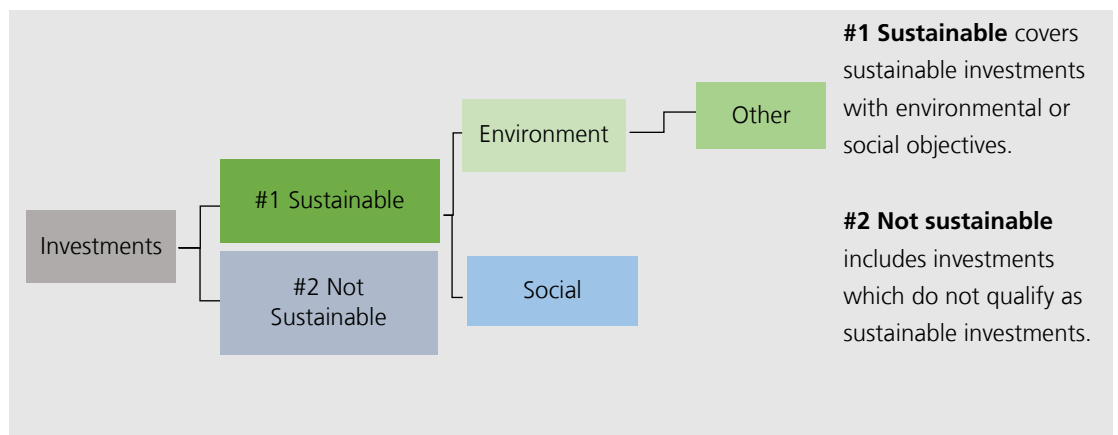 Investments
#1 Sustainable
#2 Not
Sustainable
Environment
Social
Other
#1 Sustainable covers
sustainable investments
with environmental or
social objectives.
#2 Not sustainable
includes investments
which do not qualify as
sustainable investments.